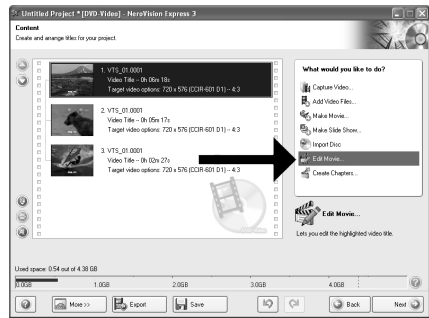 Untitled Project *[DVD-Video] - NeroVision Express 3
Content
Create and arrange titles for your project.
1. VTS_01.0001
Video Title -- 0h 06m 18s
Target video options: 720 x 576 (CCIR-601 D1) -- 4:3
2. VTS_01.0001
Video Title -- 0h 05m 17s
Target video options: 720 x 576 (CCIR-601 D1) -- 4:3
3. VTS_01.0001
Video Title -- 0h 02m 27s
Target video options: 720 x 576 (CCIR-601 D1) -- 4:3
What would you like to do?
Capture Video...
Add Video Files...
Make Movie...
Make Slide Show...
Import Disc
Edit Movie...
Create Chapters...
Edit Movie...
Lets you edit the highlighted video title.
Used space: 0.54 out of 4.38 GB
0.0GB 1.0GB 2.0GB 3.0GB 4.0GB
More >> Export Save Back Next